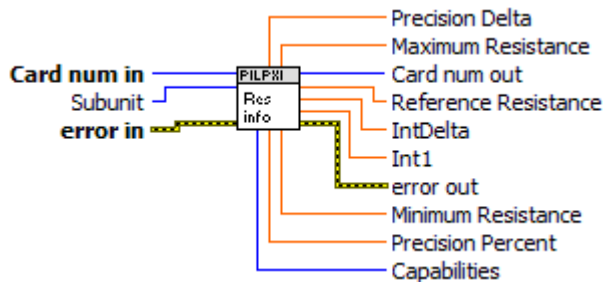 Precision Delta
Maximum Resistance
Card num in
PILPXI
Card num out
Subunit
Res
info
Reference Resistance
error in
IntDelta
Int1
error out
Minimum Resistance
Precision Percent
Capabilities